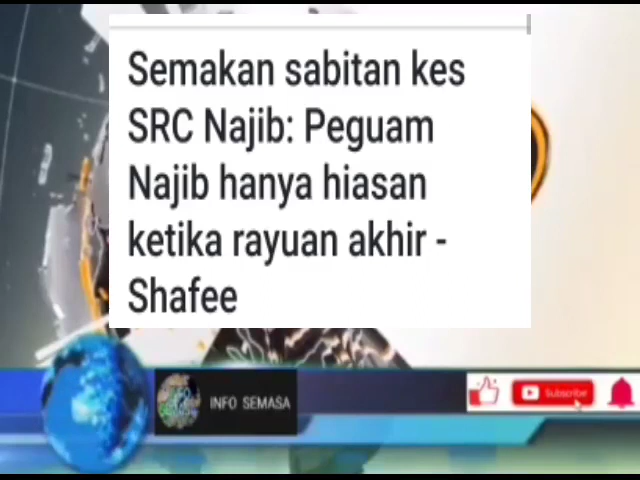 Semakan sabitan kes
SRC Najib: Peguam
Najib hanya hiasan
ketika rayuan akhir -
Shafee
INFO SEMASA
Subscribe